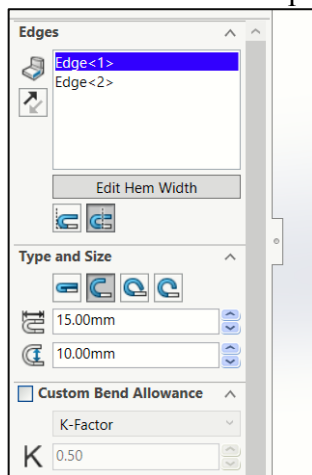 Edges
Edge<1>
Edge<2>
Edit Hem Width
Type and Size
15.00mm
10.00mm
Custom Bend Allowance
K-Factor
K 0.50